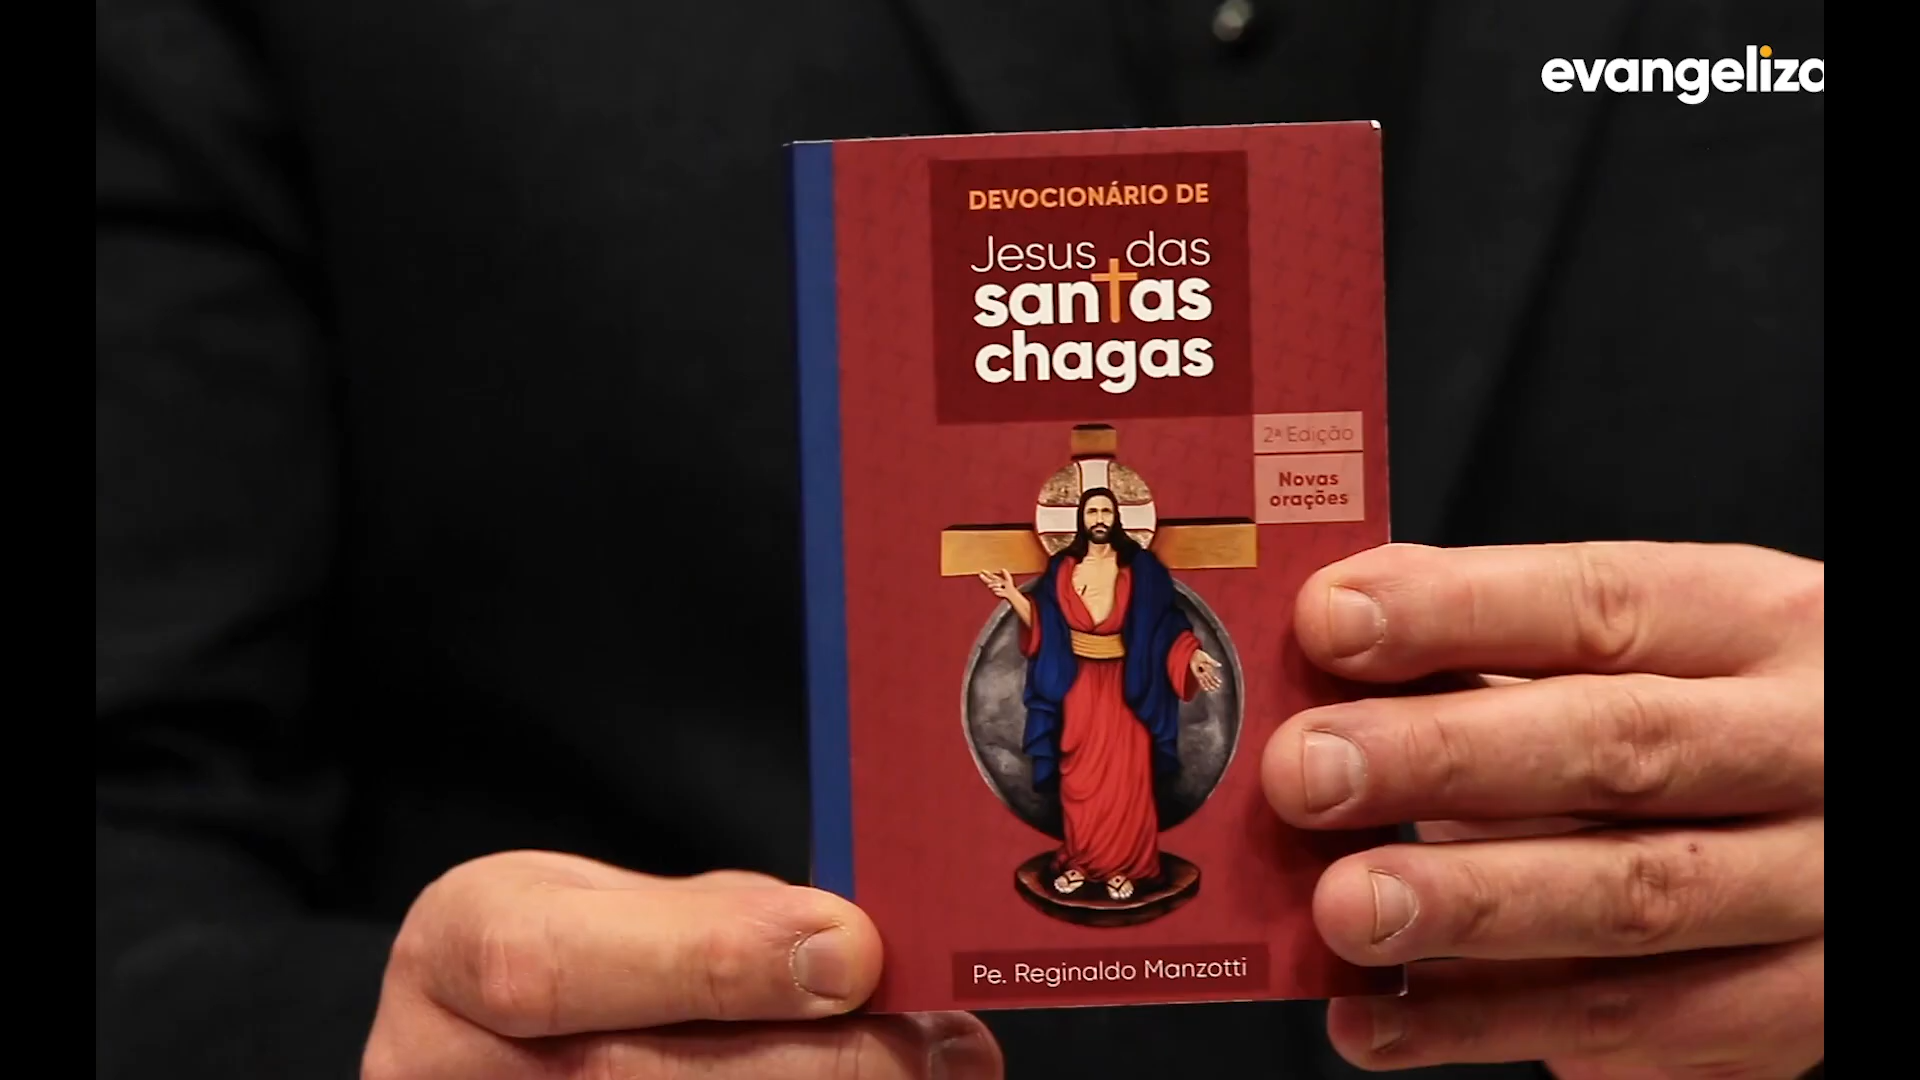 evangeliza
DEVOCIONÁRIO DE
Jesus das
santas
chagas
2ª Edição
Novas
orações
Pe. Reginaldo Manzotti